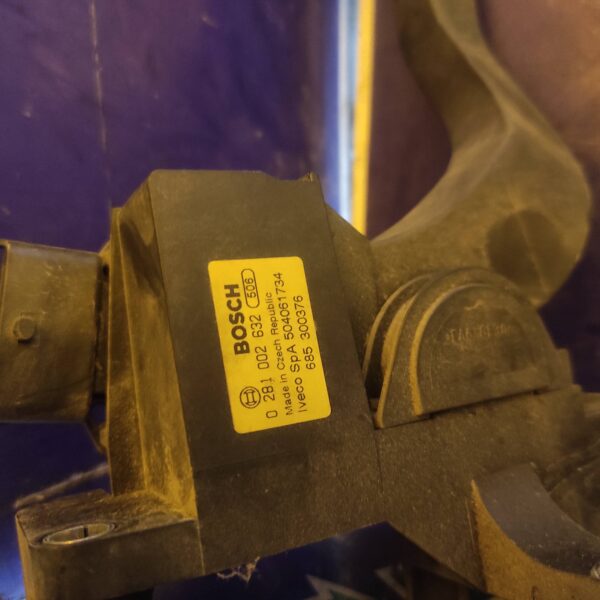 BOSCH
0 281 002 632 506
Made in Czech Republic
Iveco SpA 504061734
685 300376